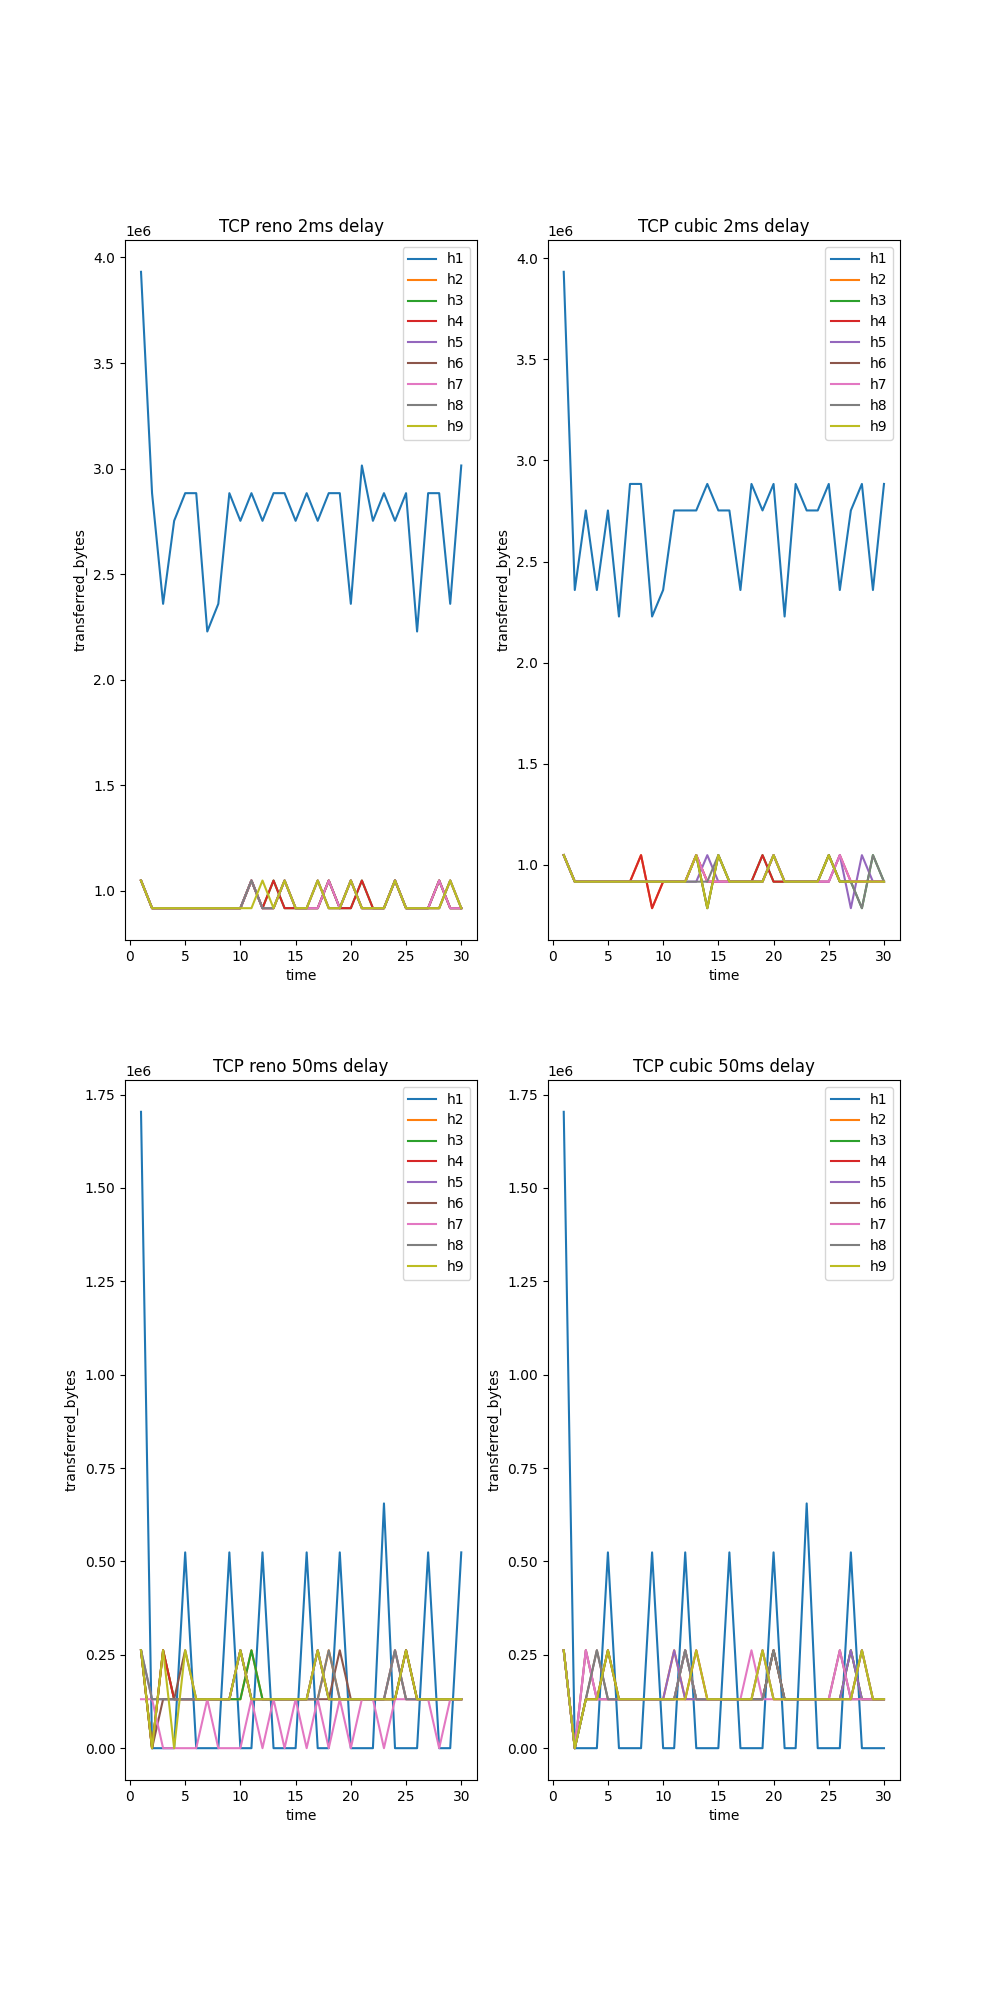 TCP reno 2ms delay
1e6
4.0
3.5
3.0
2.5
2.0
1.5
1.0
transferred_bytes
0 5 10 15 20 25 30
time
h1
h2
h3
h4
h5
h6
h7
h8
h9
TCP cubic 2ms delay
1e6
4.0
3.5
3.0
2.5
2.0
1.5
1.0
transferred_bytes
0 5 10 15 20 25 30
time
h1
h2
h3
h4
h5
h6
h7
h8
h9
TCP reno 50ms delay
1e6
1.75
1.50
1.25
1.00
0.75
0.50
0.25
0.00
transferred_bytes
0 5 10 15 20 25 30
time
h1
h2
h3
h4
h5
h6
h7
h8
h9
TCP cubic 50ms delay
1e6
1.75
1.50
1.25
1.00
0.75
0.50
0.25
0.00
transferred_bytes
0 5 10 15 20 25 30
time
h1
h2
h3
h4
h5
h6
h7
h8
h9